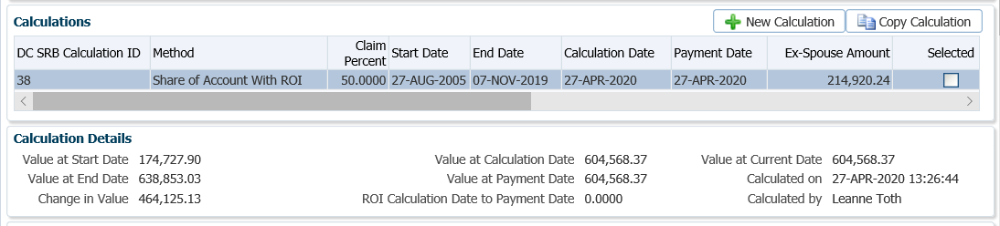 Calculations New Calculation Copy Calculation
DC SRB Calculation ID Method Claim Percent Start Date End Date Calculation Date Payment Date Ex-Spouse Amount Selected
38 Share of Account With ROI 50.0000 27-AUG-2005 07-NOV-2019 27-APR-2020 27-APR-2020 214,920.24
Calculation Details
Value at Start Date 174,727.90 Value at Calculation Date 604,568.37 Value at Current Date 604,568.37
Value at End Date 638,853.03 Value at Payment Date 604,568.37 Calculated on 27-APR-2020 13:26:44
Change in Value 464,125.13 ROI Calculation Date to Payment Date 0.0000 Calculated by Leanne Toth